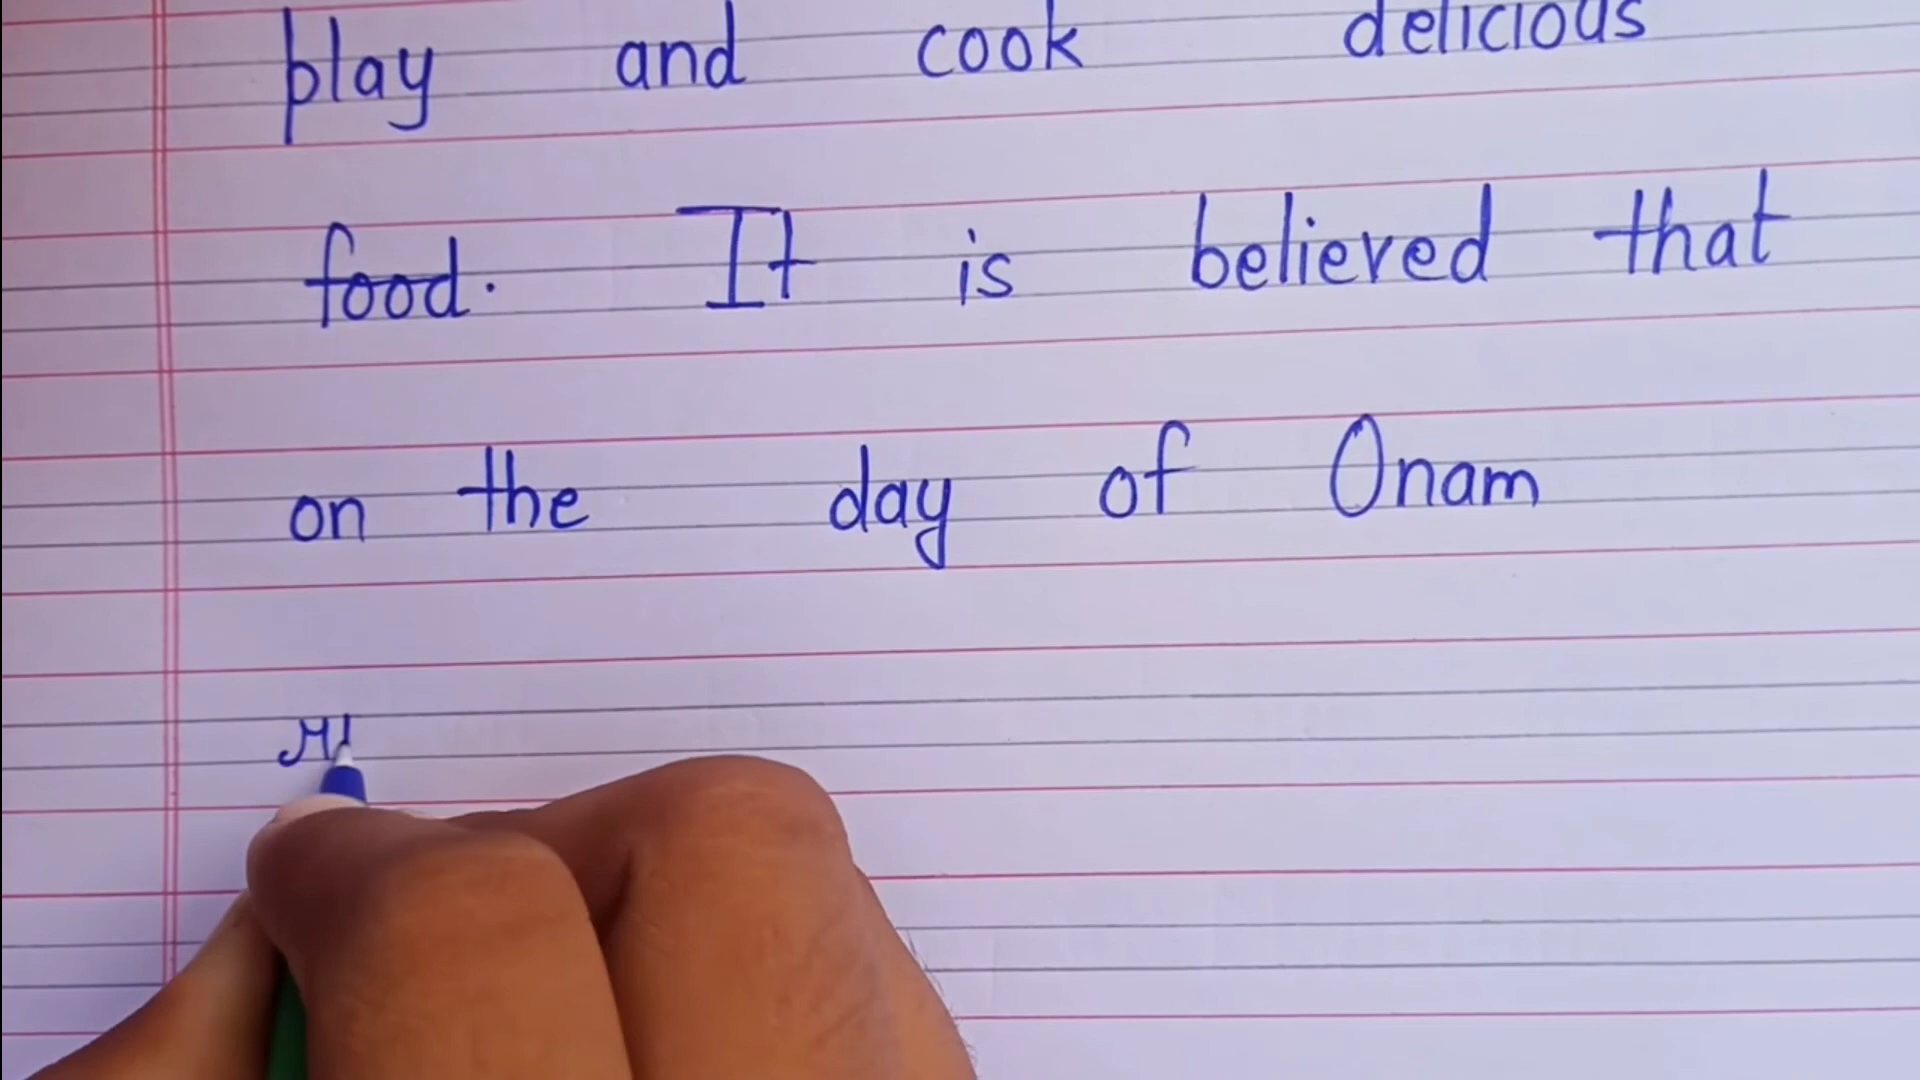 play and cook delicious
food. It is believed that
on the day of Onam